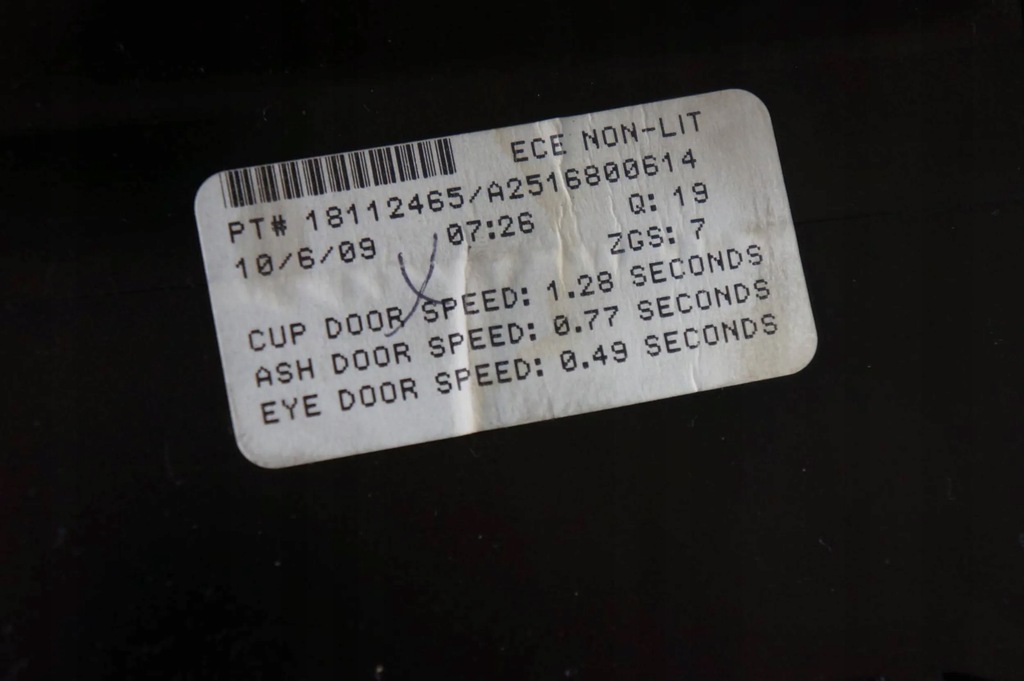 ECE NON-LIT
PT# 18112465/A2516800614
10/6/09 07:26 Q: 19
ZGS: 7
CUP DOOR SPEED: 1.28 SECONDS
ASH DOOR SPEED: 0.77 SECONDS
EYE DOOR SPEED: 0.49 SECONDS